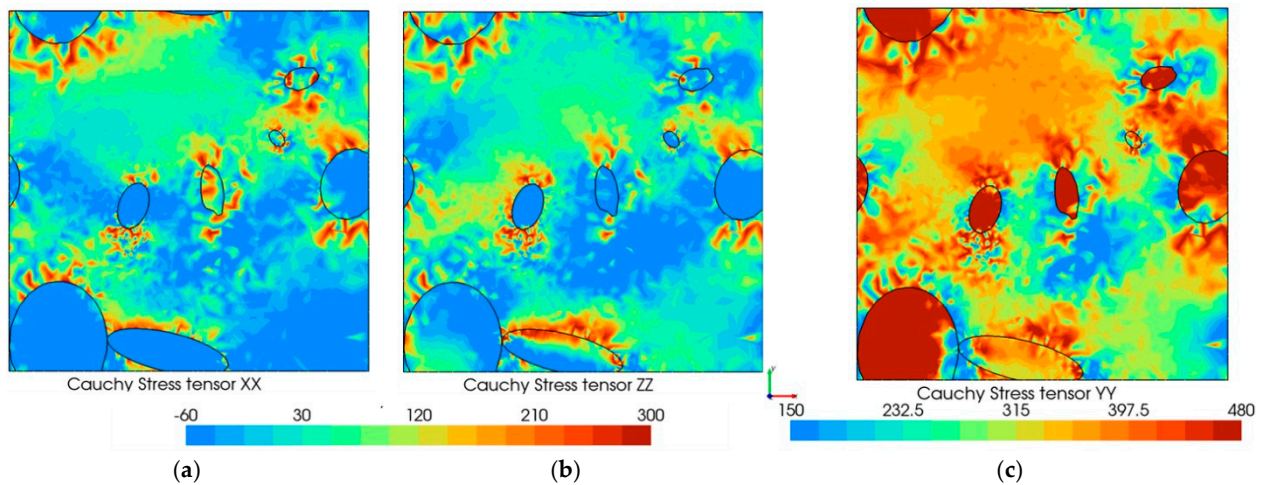 Cauchy Stress tensor XX
Cauchy Stress tensor ZZ
Cauchy Stress tensor YY
-60 30 120 210 300
150 232.5 315 397.5 480
(a) (b) (c)